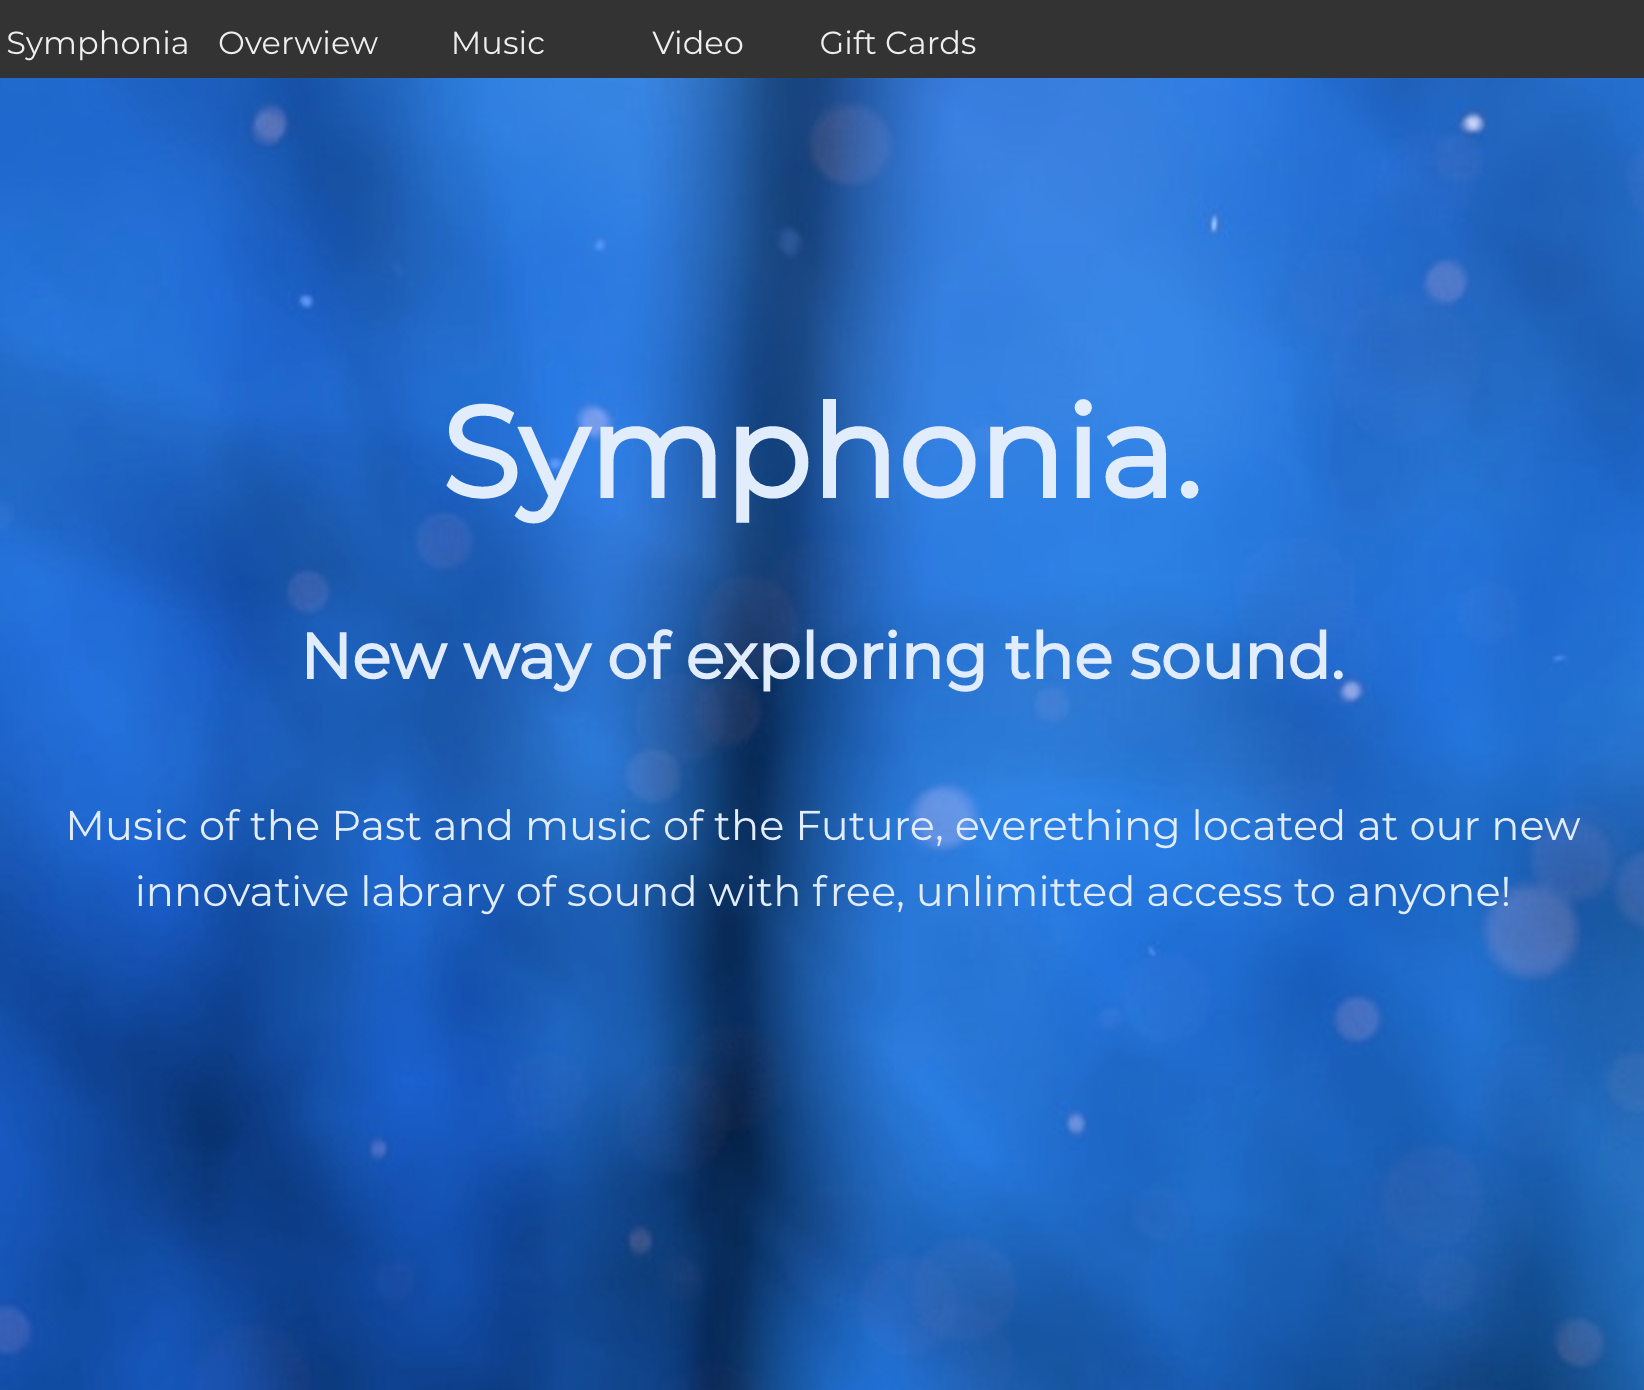 Symphonia Overwiew Music Video Gift Cards
Symphonia.
New way of exploring the sound.
Music of the Past and music of the Future, everething located at our new
innovative labrary of sound with free, unlimitted access to anyone!